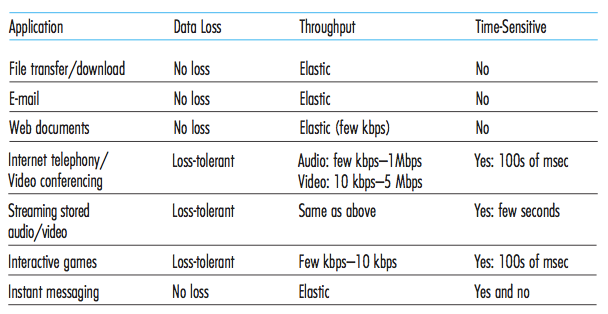 Application Data Loss Throughput Time-Sensitive
File transfer/download No loss Elastic No
E-mail No loss Elastic No
Web documents No loss Elastic (few kbps) No
Internet telephony/ Loss-tolerant Audio: few kbps–1Mbps Yes: 100s of msec
Video conferencing Video: 10 kbps–5 Mbps
Streaming stored Loss-tolerant Same as above Yes: few seconds
audio/video
Interactive games Loss-tolerant Few kbps–10 kbps Yes: 100s of msec
Instant messaging No loss Elastic Yes and no